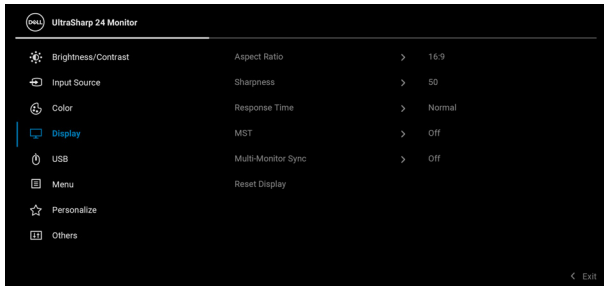 DELL UltraSharp 24 Monitor
Brightness/Contrast Aspect Ratio > 16:9
Input Source Sharpness > 50
Color Response Time > Normal
Display MST > Off
USB Multi-Monitor Sync > Off
Menu Reset Display
Personalize
Others
< Exit